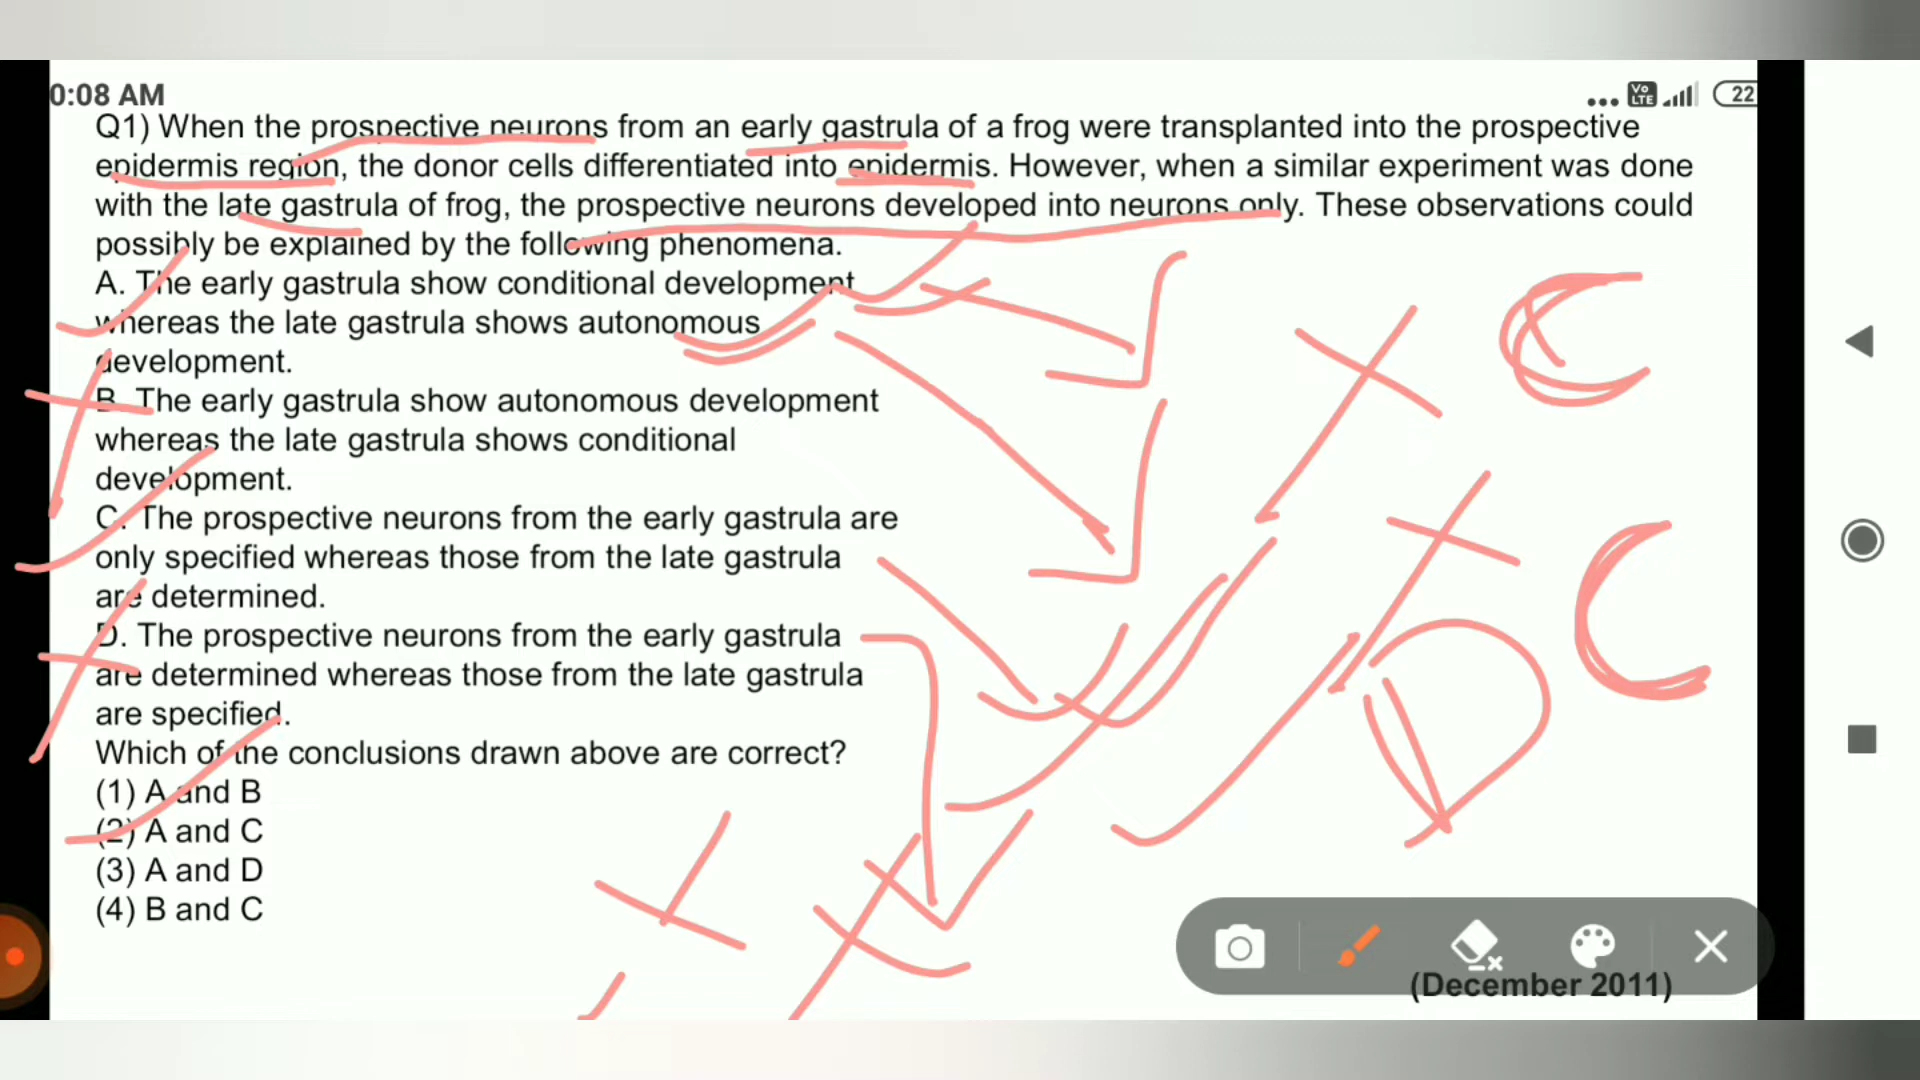 0:08 AM
Vo LTE
22
Q1) When the prospective neurons from an early gastrula of a frog were transplanted into the prospective
epidermis region, the donor cells differentiated into epidermis. However, when a similar experiment was done
with the late gastrula of frog, the prospective neurons developed into neurons only. These observations could
possibly be explained by the following phenomena.
A. The early gastrula show conditional development
whereas the late gastrula shows autonomous
development.
B. The early gastrula show autonomous development
whereas the late gastrula shows conditional
development.
C. The prospective neurons from the early gastrula are
only specified whereas those from the late gastrula
are determined.
D. The prospective neurons from the early gastrula
are determined whereas those from the late gastrula
are specified.
Which of the conclusions drawn above are correct?
(1) A and B
(2) A and C
(3) A and D
(4) B and C
C
C
D
(December 2011)